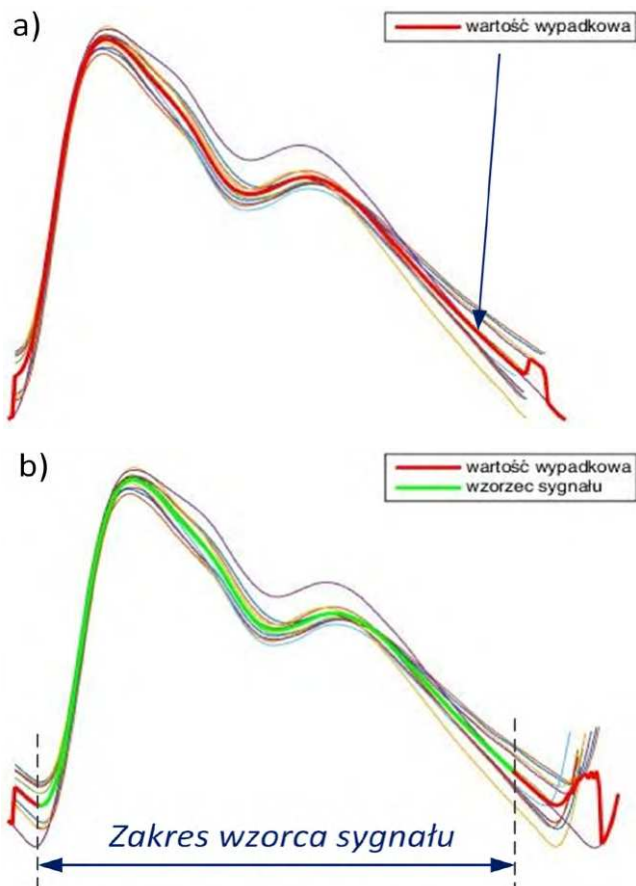 a)
wartość wypadkowa
b)
wartość wypadkowa
wzorzec sygnału
Zakres wzorca sygnału